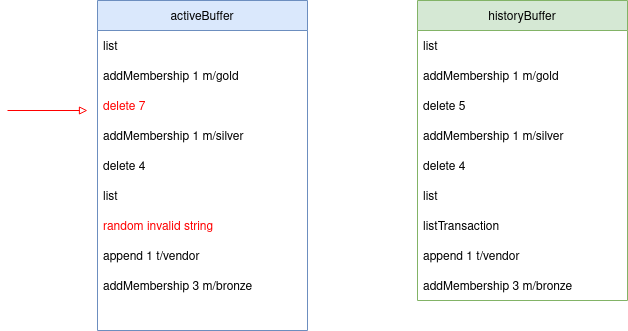 activeBuffer
list
addMembership 1 m/gold
delete 7
addMembership 1 m/silver
delete 4
list
random invalid string
append 1 t/vendor
addMembership 3 m/bronze
historyBuffer
list
addMembership 1 m/gold
delete 5
addMembership 1 m/silver
delete 4
list
listTransaction
append 1 t/vendor
addMembership 3 m/bronze